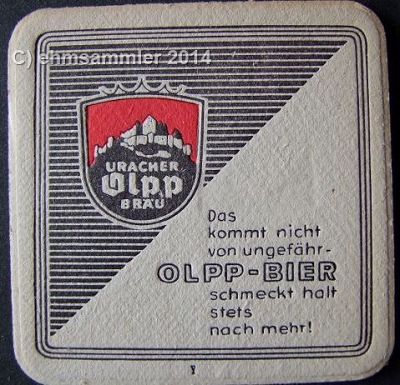 C) ehmsammler 2014
URACHER
Olpp
BRÄU
Das
kommt nicht
von ungefähr-
OLPP-BIER
schmeckt halt
stets
nach mehr!